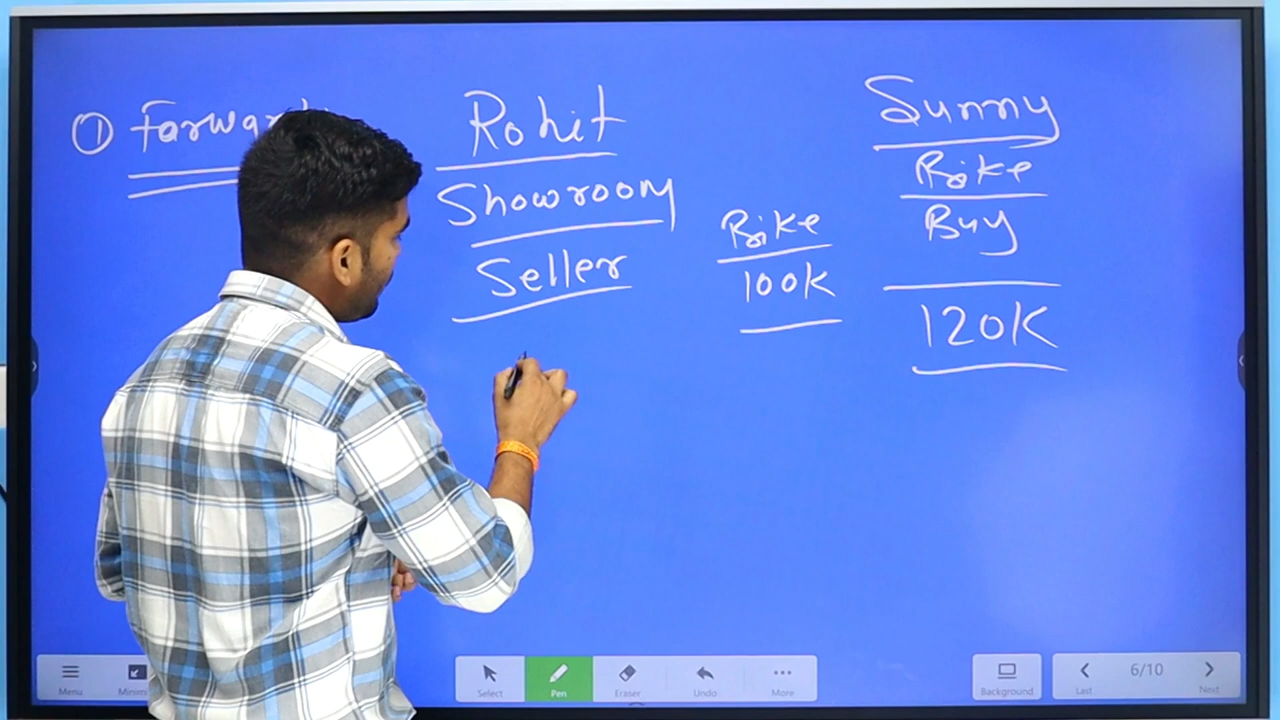 ①
Rohit
Showroom
Seller
Bike
100K
Sunny
Bike
Buy
120K
Menu
Select
Pen
Eraser
Undo
More
Background
Last
6/10
Next